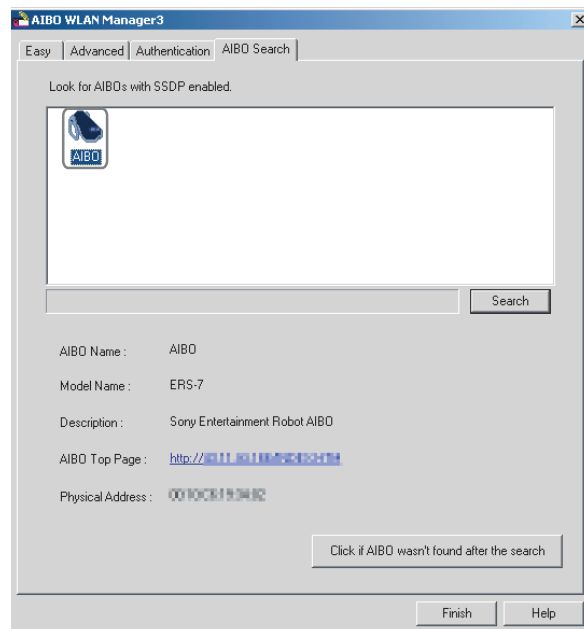 AIBO WLAN Manager3
Easy Advanced Authentication AIBO Search
Look for AIBOs with SSDP enabled.
AIBO
Search
AIBO Name : AIBO
Model Name : ERS-7
Description : Sony Entertainment Robot AIBO
AIBO Top Page : http://
Physical Address :
Click if AIBO wasn't found after the search
Finish Help